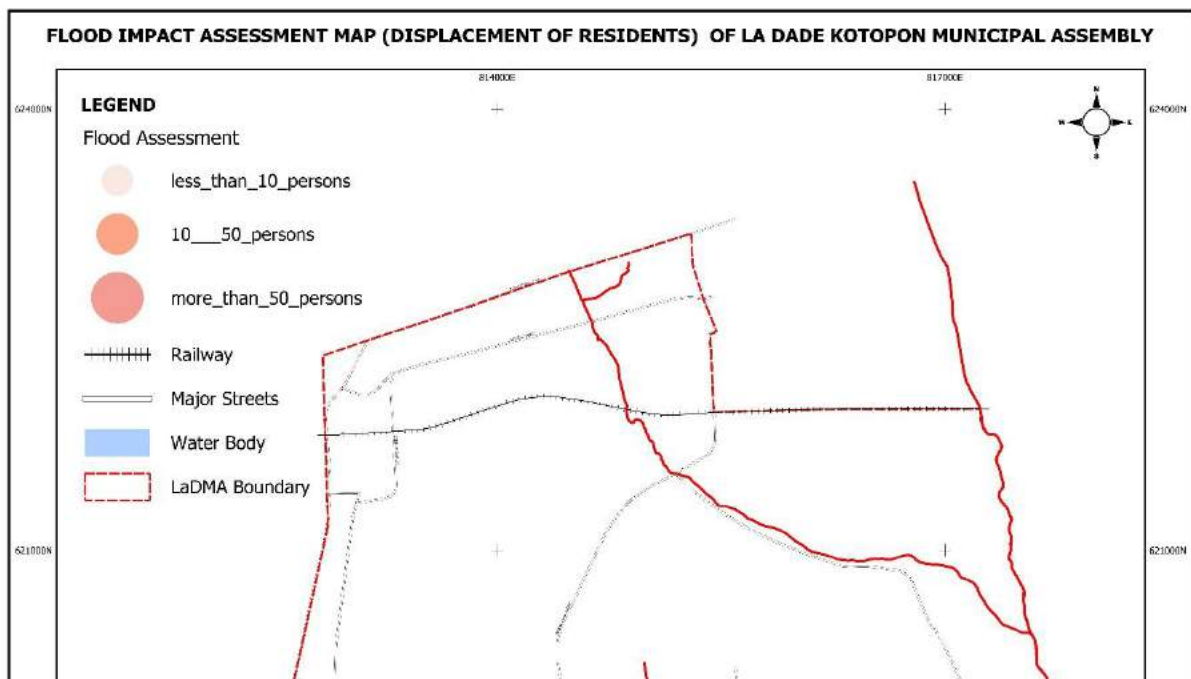 FLOOD IMPACT ASSESSMENT MAP (DISPLACEMENT OF RESIDENTS) OF LA DADE KOTOPON MUNICIPAL ASSEMBLY
814000E
817000E
624000N
624000N
LEGEND
Flood Assessment
less_than_10_persons
10___50_persons
more_than_50_persons
Railway
Major Streets
Water Body
LaDMA Boundary
N
W
E
S
621000N
621000N